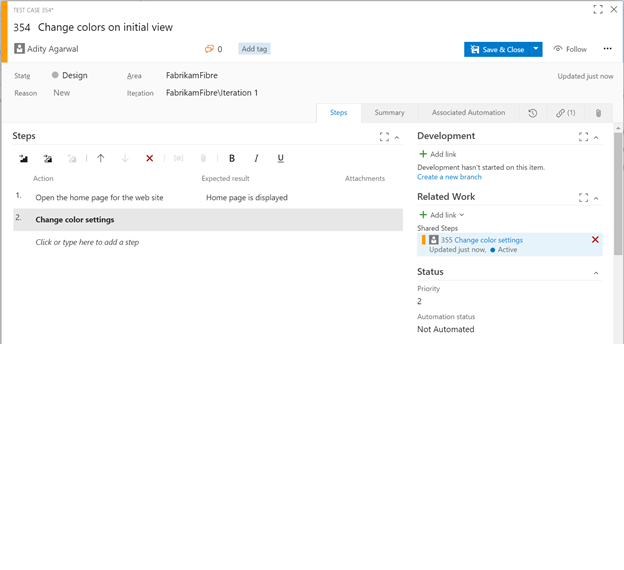 TEST CASE 354*
354 Change colors on initial view
Adity Agarwal 0 Add tag Save & Close Follow ...
State Design Area FabrikamFibre Updated just now
Reason New Iteration FabrikamFibre\Iteration 1
Steps Summary Associated Automation (1)
Steps
B I U
Action Expected result Attachments
1. Open the home page for the web site Home page is displayed
2. Change color settings
Click or type here to add a step
Development
Add link
Development hasn't started on this item.
Create a new branch
Related Work
Add link
Shared Steps
355 Change color settings
Updated just now, Active
Status
Priority
2
Automation status
Not Automated